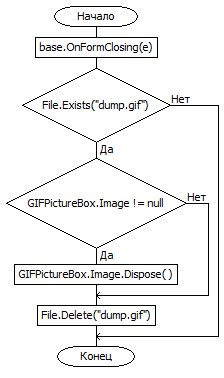 Начало
base.OnFormClosing(e)
File.Exists("dump.gif")
Нет
Да
GIFPictureBox.Image != null
Нет
Да
GIFPictureBox.Image.Dispose( )
File.Delete("dump.gif")
Конец